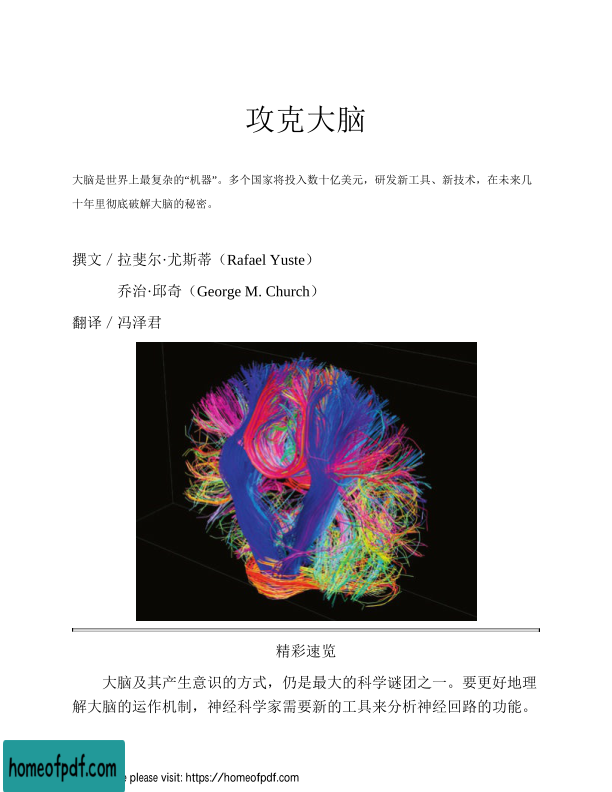 攻克大脑
大脑是世界上最复杂的“机器”。多个国家将投入数十亿美元，研发新工具、新技术，在未来几
十年里彻底破解大脑的秘密。
撰文／拉斐尔·尤斯蒂（Rafael Yuste）
乔治·邱奇（George M. Church）
翻译／冯泽君
精彩速览
大脑及其产生意识的方式，仍是最大的科学谜团之一。要更好地理
解大脑的运作机制，神经科学家需要新的工具来分析神经回路的功能。
homeofpdf.com
please visit: https://homeofpdf.com